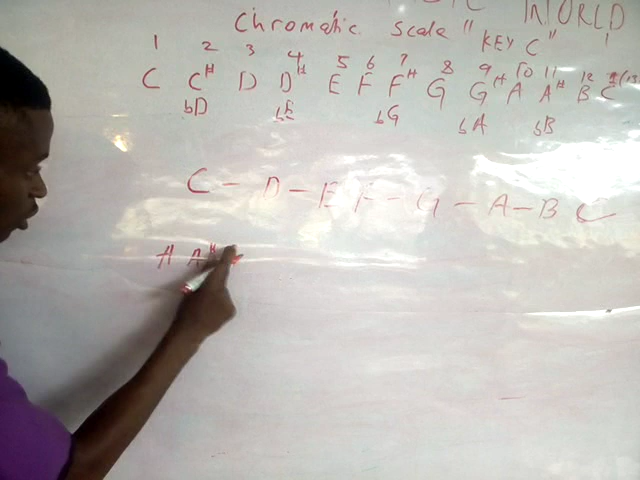 WORLD
Chromatic Scale "KEY C"
1 2 3 4 5 6 7 8 9 10 11 12
C C# D D# E F F# G G# A A# B C
bD bE bG bA bB
C - D - E F - G - A - B C
A A#